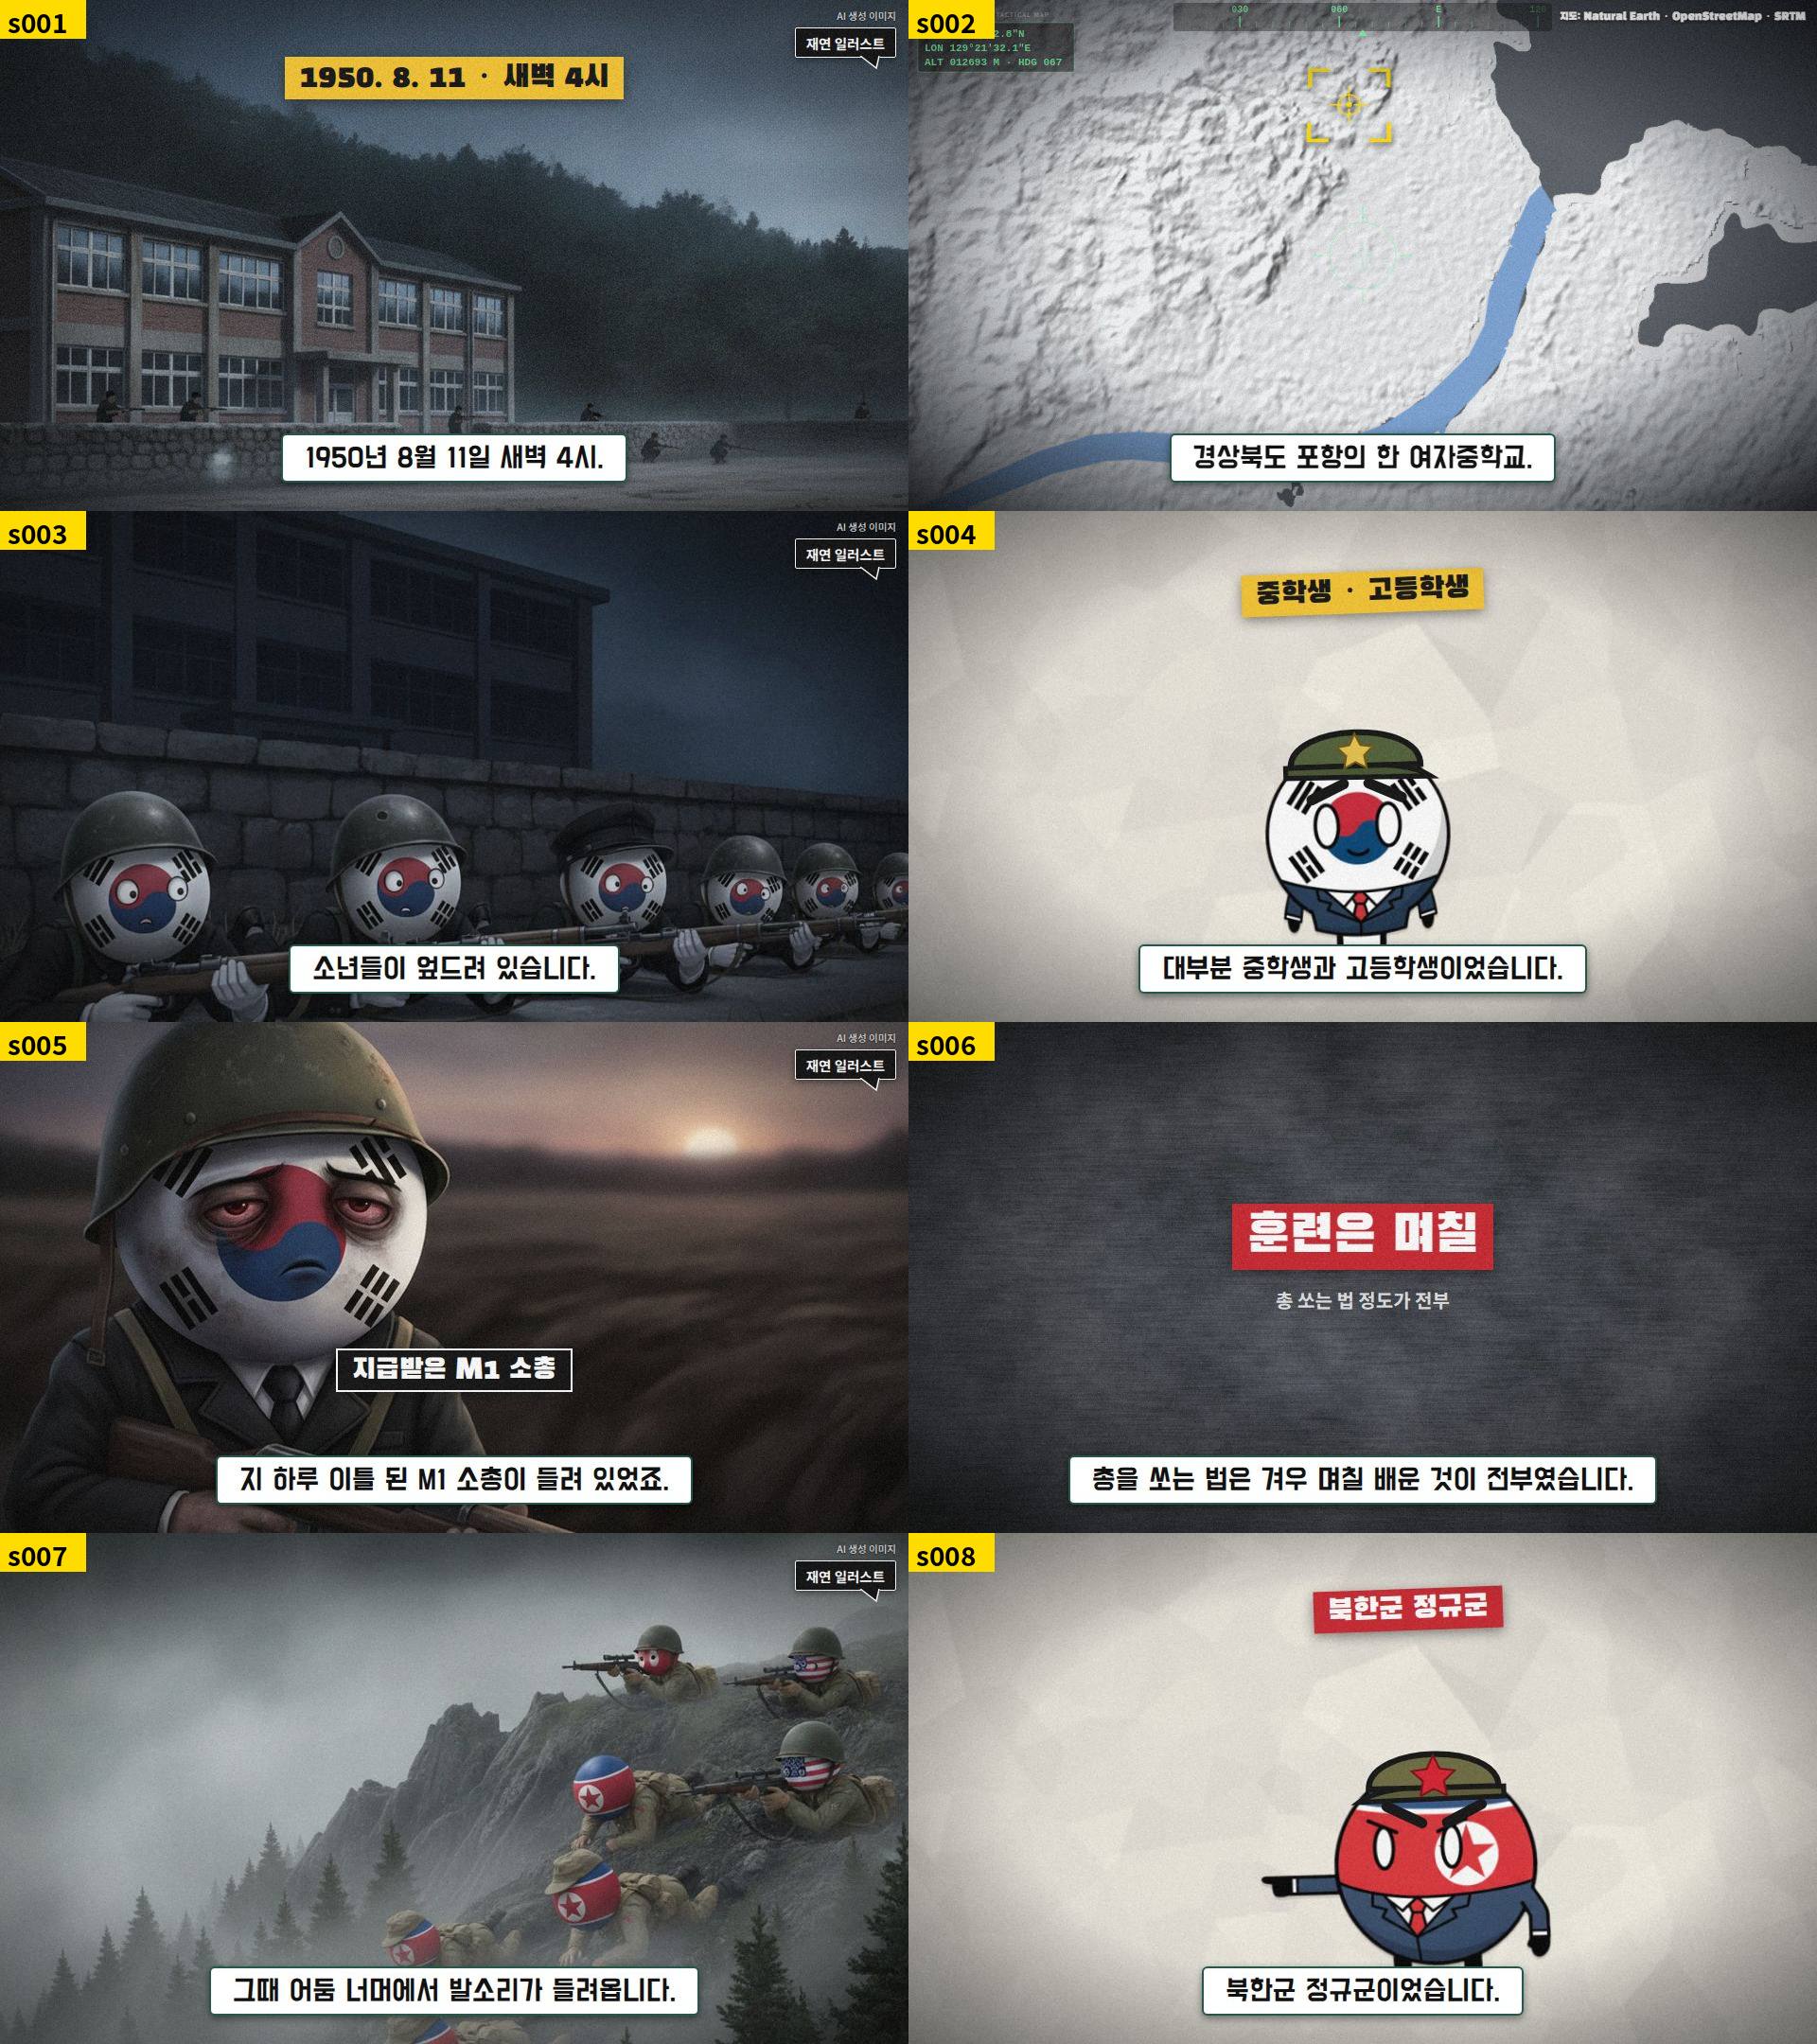 s001
AI 생성 이미지
재연 일러스트
1950. 8. 11 · 새벽 4시
1950년 8월 11일 새벽 4시.
s002
TACTICAL MAP
2.8"N
LON 129°21'32.1"E
ALT 012693 M · HDG 067
030
060
E
120
지도: Natural Earth · OpenStreetMap · SRTM
경상북도 포항의 한 여자중학교.
s003
AI 생성 이미지
재연 일러스트
소년들이 엎드려 있습니다.
s004
중학생 · 고등학생
대부분 중학생과 고등학생이었습니다.
s005
AI 생성 이미지
재연 일러스트
지급받은 M1 소총
지 하루 이틀 된 M1 소총이 들려 있었죠.
s006
훈련은 며칠
총 쏘는 법 정도가 전부
총을 쏘는 법은 겨우 며칠 배운 것이 전부였습니다.
s007
AI 생성 이미지
재연 일러스트
그때 어둠 너머에서 발소리가 들려옵니다.
s008
북한군 정규군
북한군 정규군이었습니다.